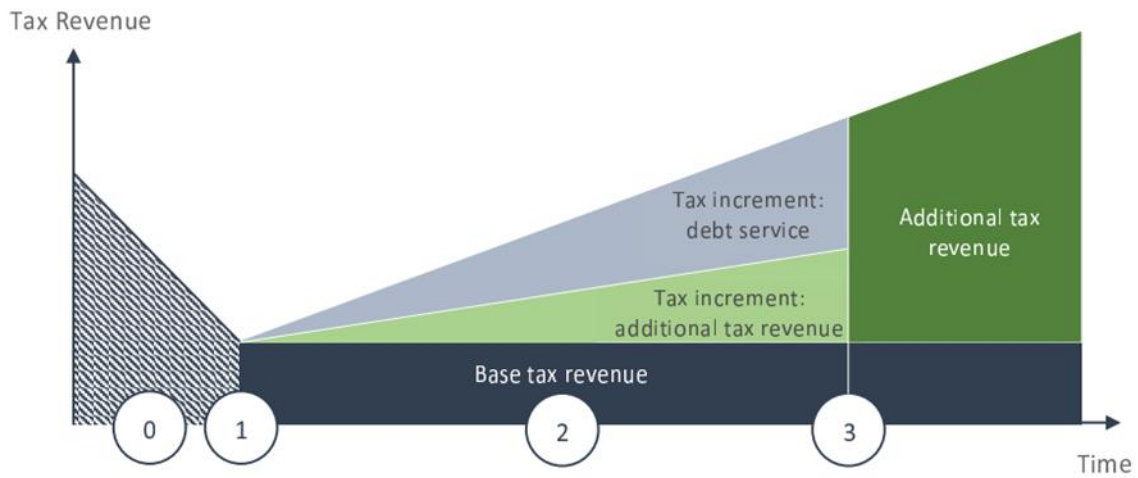 Tax Revenue
Tax increment:
debt service
Additional tax
revenue
Tax increment:
additional tax revenue
Base tax revenue
0
1
2
3
Time